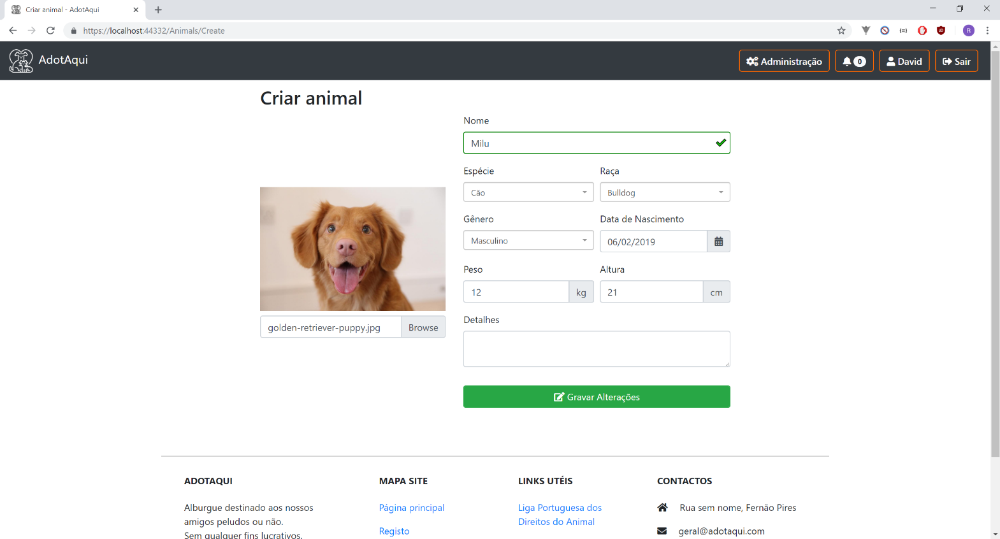 Criar animal - AdotAqui
https://localhost:44332/Animals/Create
R
AdotAqui
Administração
0
David
Sair
Criar animal
Nome
Milu
Espécie
Raça
Cão
Bulldog
Gênero
Data de Nascimento
Masculino
06/02/2019
Peso
Altura
12
kg
21
cm
Detalhes
golden-retriever-puppy.jpg
Browse
Gravar Alterações
ADOTAQUI
Alburgue destinado aos nossos
amigos peludos ou não.
Sem qualquer fins lucrativos.
MAPA SITE
Página principal
Registo
LINKS UTÉIS
Liga Portuguesa dos
Direitos do Animal
CONTACTOS
Rua sem nome, Fernão Pires
geral@adotaqui.com